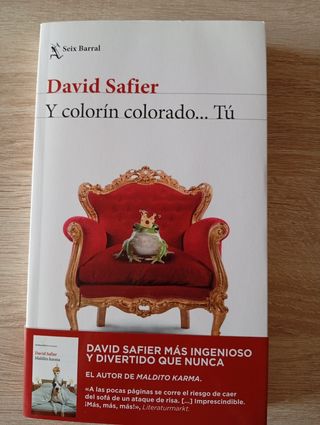 Seix Barral
David Safier
Y colorín colorado... Tú
DAVID SAFIER MÁS INGENIOSO
Y DIVERTIDO QUE NUNCA
EL AUTOR DE MALDITO KARMA.
«A las pocas páginas se corre el riesgo de caer
del sofá de un ataque de risa. [...] Imprescindible.
¡Más, más, más!», Literaturmarkt.
David Safier
Maldito karma